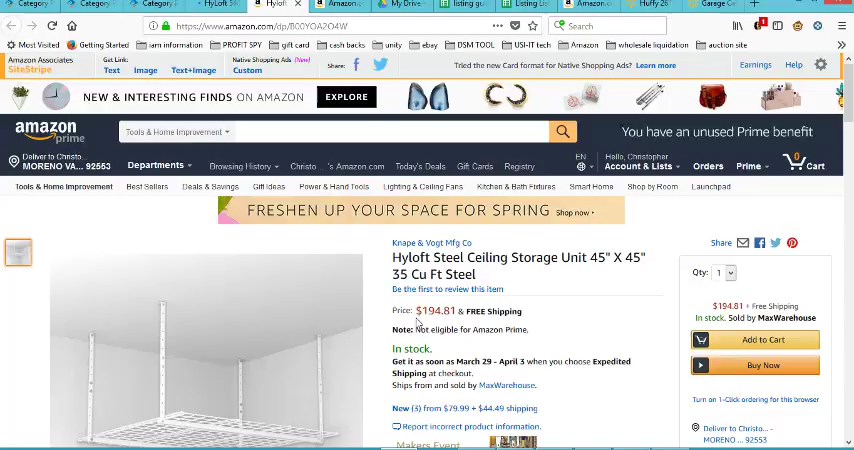 Category P
Category P
Category P
HyLoft 568
Hyloft
Amazon.c
My Drive -
listing guid
Listing List
Amazon.co
Huffy 26"
Garage Ce
https://www.amazon.com/dp/B00YOA2O4W
Search
Most Visited
Getting Started
iam information
PROFIT SPY
gift card
cash backs
unity
ebay
DSM TOOL
USI-IT tech
Amazon
wholesale liquidation
auction site
Amazon Associates
SiteStripe
Get Link:
Text
Image
Text+Image
Native Shopping Ads (New)
Custom
Share:
Tried the new Card format for Native Shopping Ads? Learn more
Earnings
Help
NEW & INTERESTING FINDS ON AMAZON
EXPLORE
amazon
prime
Tools & Home Improvement
You have an unused Prime benefit
Deliver to Christo...
MORENO VA... 92553
Departments
Browsing History
Christo...'s Amazon.com
Today's Deals
Gift Cards
Registry
EN
Hello, Christopher
Account & Lists
Orders
Prime
0
Cart
Tools & Home Improvement
Best Sellers
Deals & Savings
Gift Ideas
Power & Hand Tools
Lighting & Ceiling Fans
Kitchen & Bath Fixtures
Smart Home
Shop by Room
Launchpad
FRESHEN UP YOUR SPACE FOR SPRING Shop now
Knape & Vogt Mfg Co
Hyloft Steel Ceiling Storage Unit 45" X 45"
35 Cu Ft Steel
Be the first to review this item
Price: $194.81 & FREE Shipping
Note: Not eligible for Amazon Prime.
In stock.
Get it as soon as March 29 - April 3 when you choose Expedited
Shipping at checkout.
Ships from and sold by MaxWarehouse.
New (3) from $79.99 + $44.49 shipping
Report incorrect product information.
Makers Event
Share
Qty: 1
$194.81 + Free Shipping
In stock. Sold by MaxWarehouse
Add to Cart
Buy Now
Turn on 1-Click ordering for this browser
Deliver to Christo... -
MORENO ... 92553